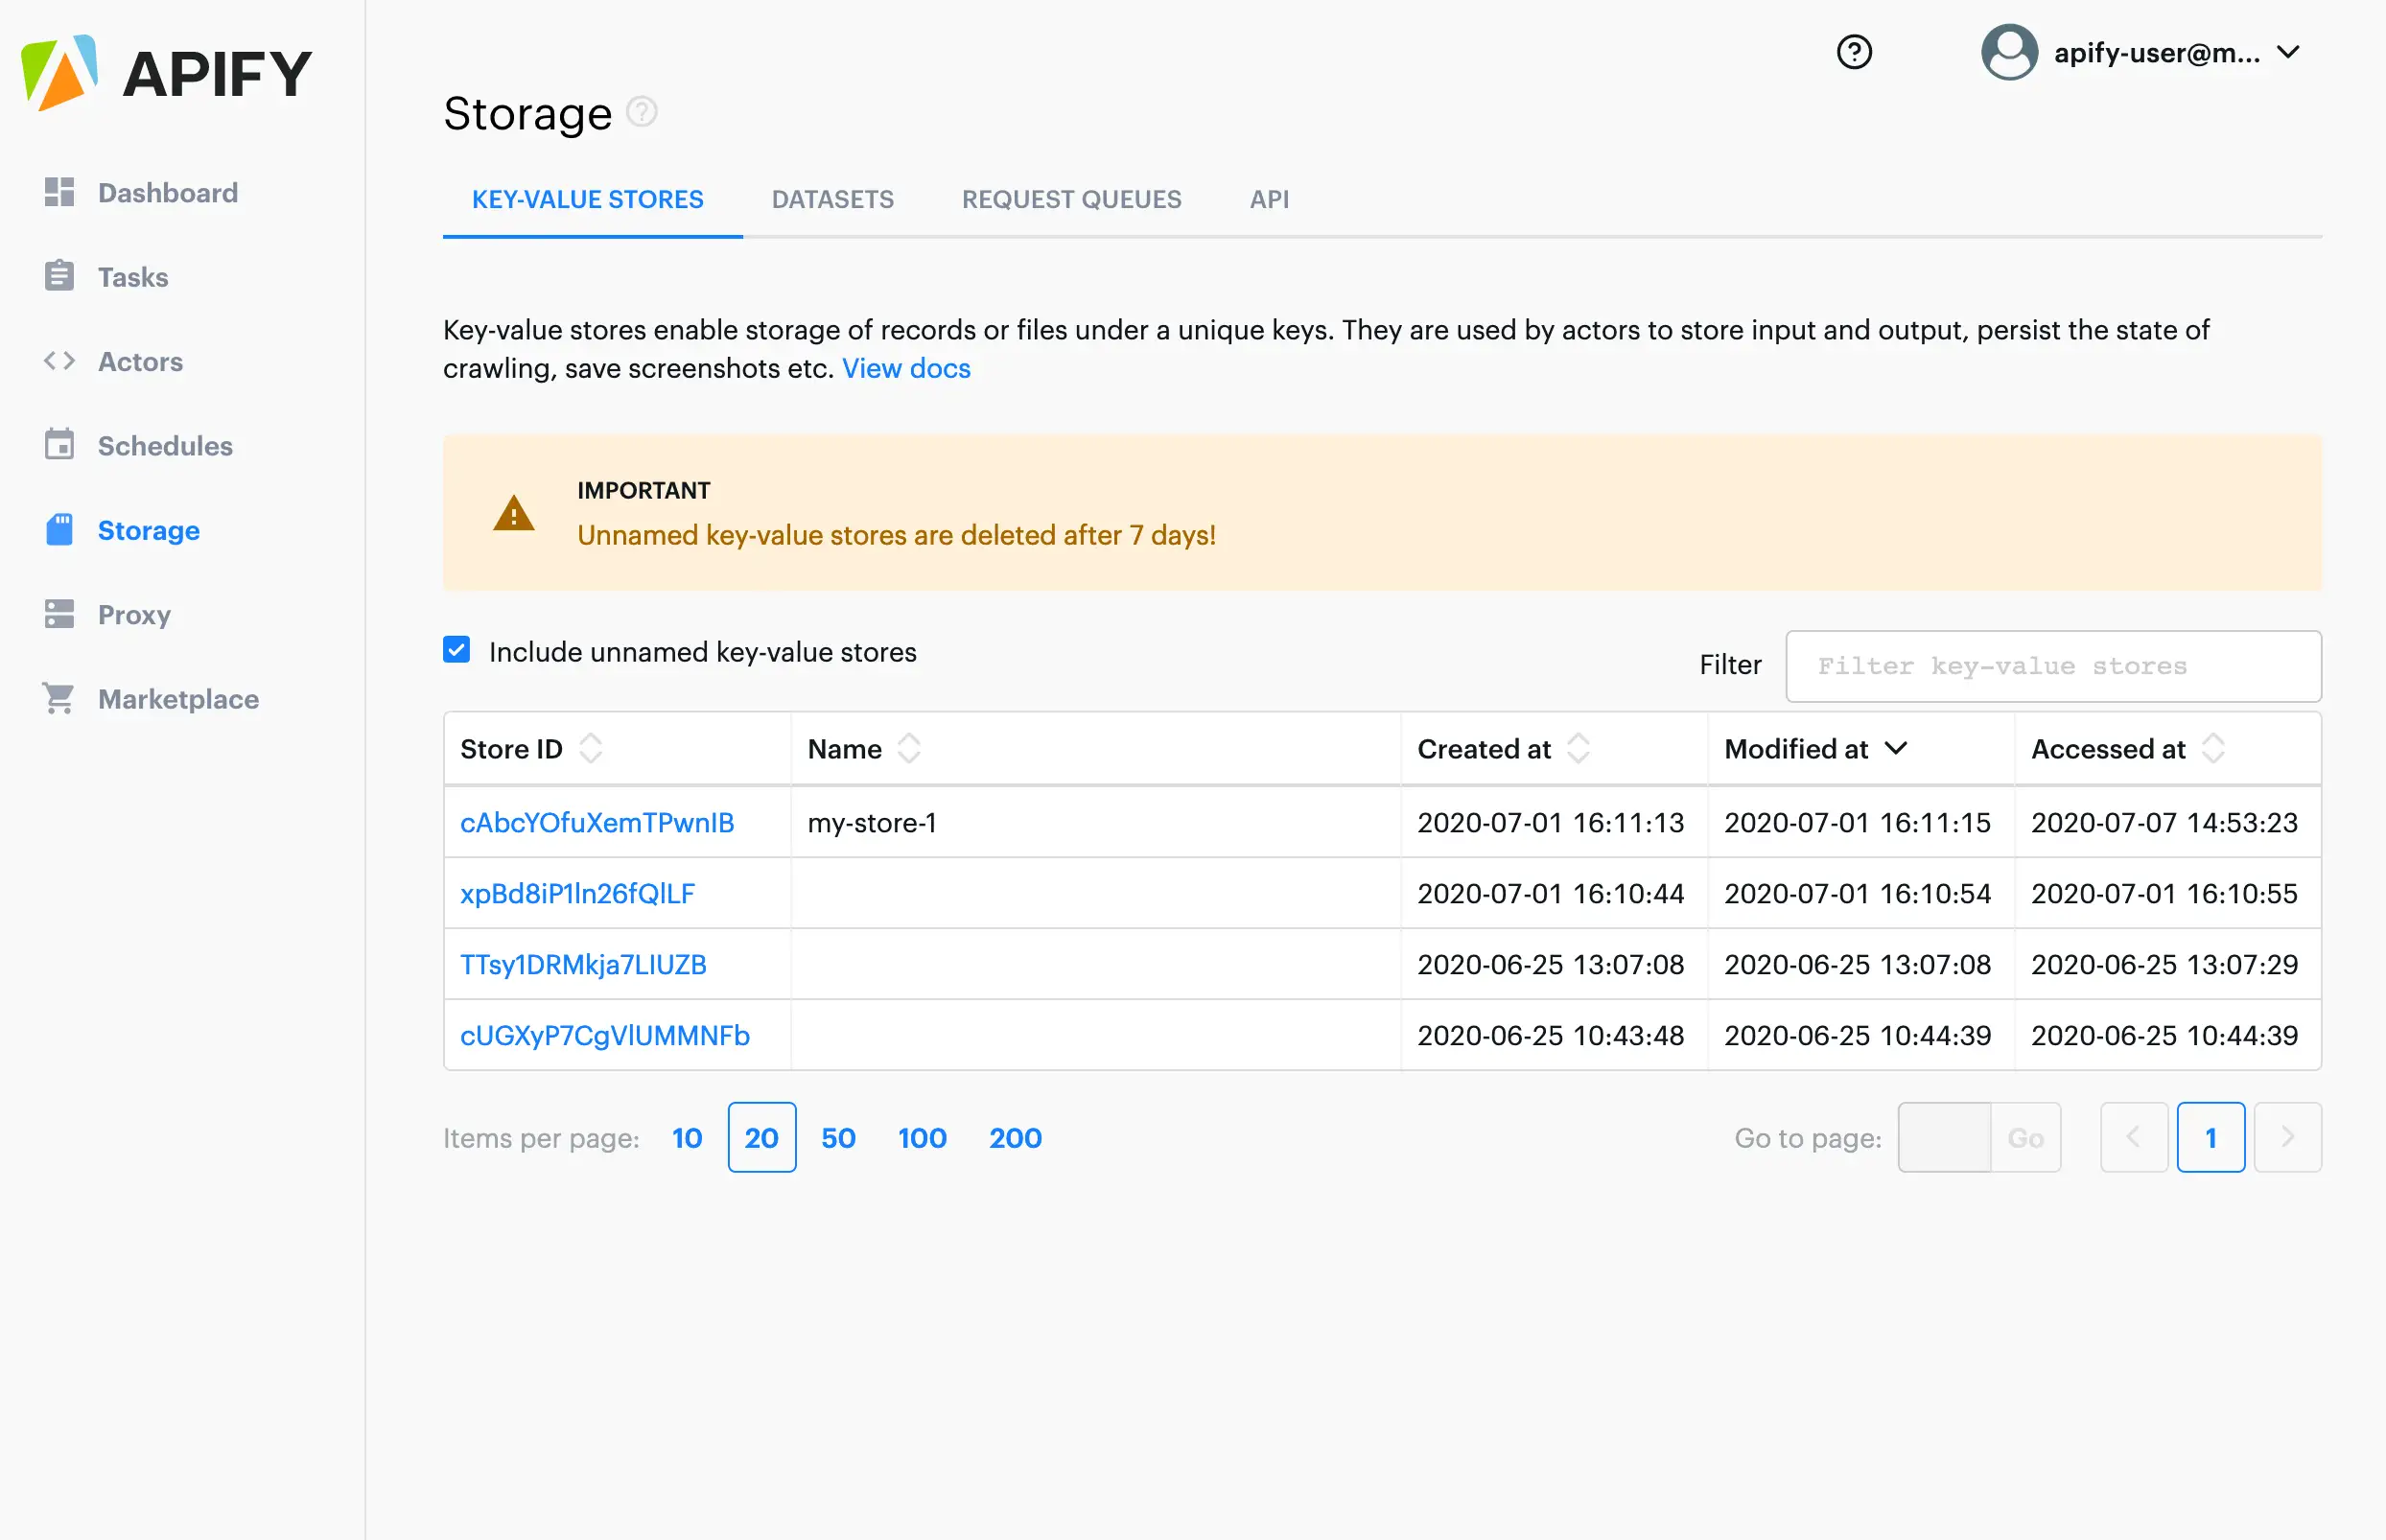 APIFY
apify-user@m...
Storage
Dashboard
Tasks
Actors
Schedules
Storage
Proxy
Marketplace
KEY-VALUE STORES DATASETS REQUEST QUEUES API
Key-value stores enable storage of records or files under a unique keys. They are used by actors to store input and output, persist the state of
crawling, save screenshots etc. View docs
IMPORTANT
Unnamed key-value stores are deleted after 7 days!
Include unnamed key-value stores
Filter Filter key-value stores
Store ID Name Created at Modified at Accessed at
cAbcYOfuXemTPwnIB my-store-1 2020-07-01 16:11:13 2020-07-01 16:11:15 2020-07-07 14:53:23
xpBd8iP1ln26fQlLF 2020-07-01 16:10:44 2020-07-01 16:10:54 2020-07-01 16:10:55
TTsy1DRMkja7LIUZB 2020-06-25 13:07:08 2020-06-25 13:07:08 2020-06-25 13:07:29
cUGXyP7CgVlUMMNFb 2020-06-25 10:43:48 2020-06-25 10:44:39 2020-06-25 10:44:39
Items per page: 10 20 50 100 200
Go to page: Go 1